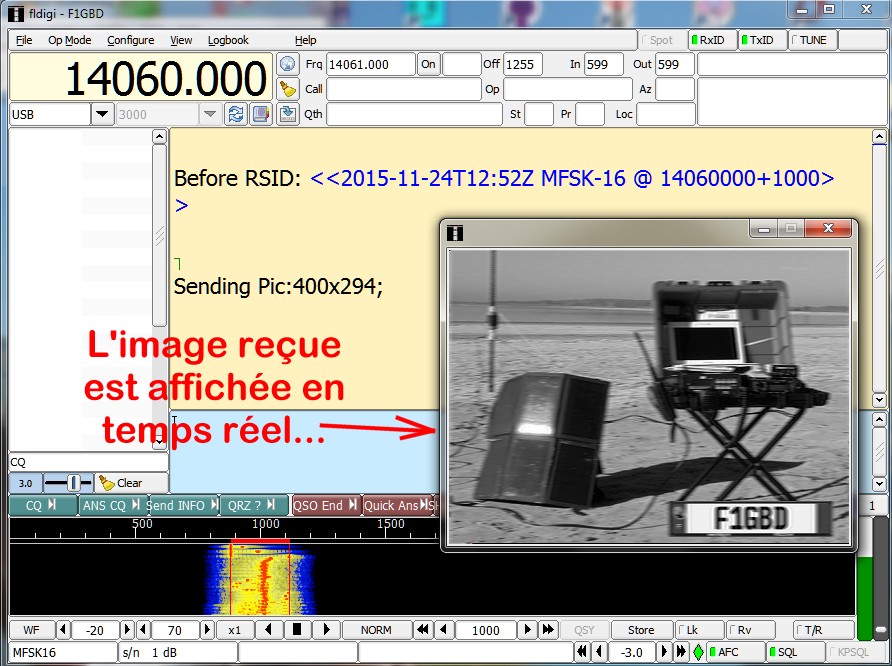 fldigi - F1GBD
File Op Mode Configure View Logbook Help Spot RxID TxID TUNE
14060.000 Frq 14061.000 On Off 1255 In 599 Out 599
Call Op Az
USB 3000 Qth St Pr Loc
Before RSID: <<2015-11-24T12:52Z MFSK-16 @ 14060000+1000>
>
Sending Pic:400x294;
L'image reçue
est affichée en
temps réel...
F1GBD
CQ
3.0 Clear
CQ ANS CQ Send INFO QRZ ? QSO End Quick Ans 1
500 1000 1500
WF -20 70 x1 NORM 1000 QSY Store Lk Rv T/R
MFSK16 s/n 1 dB -3.0 AFC SQL KPSQL